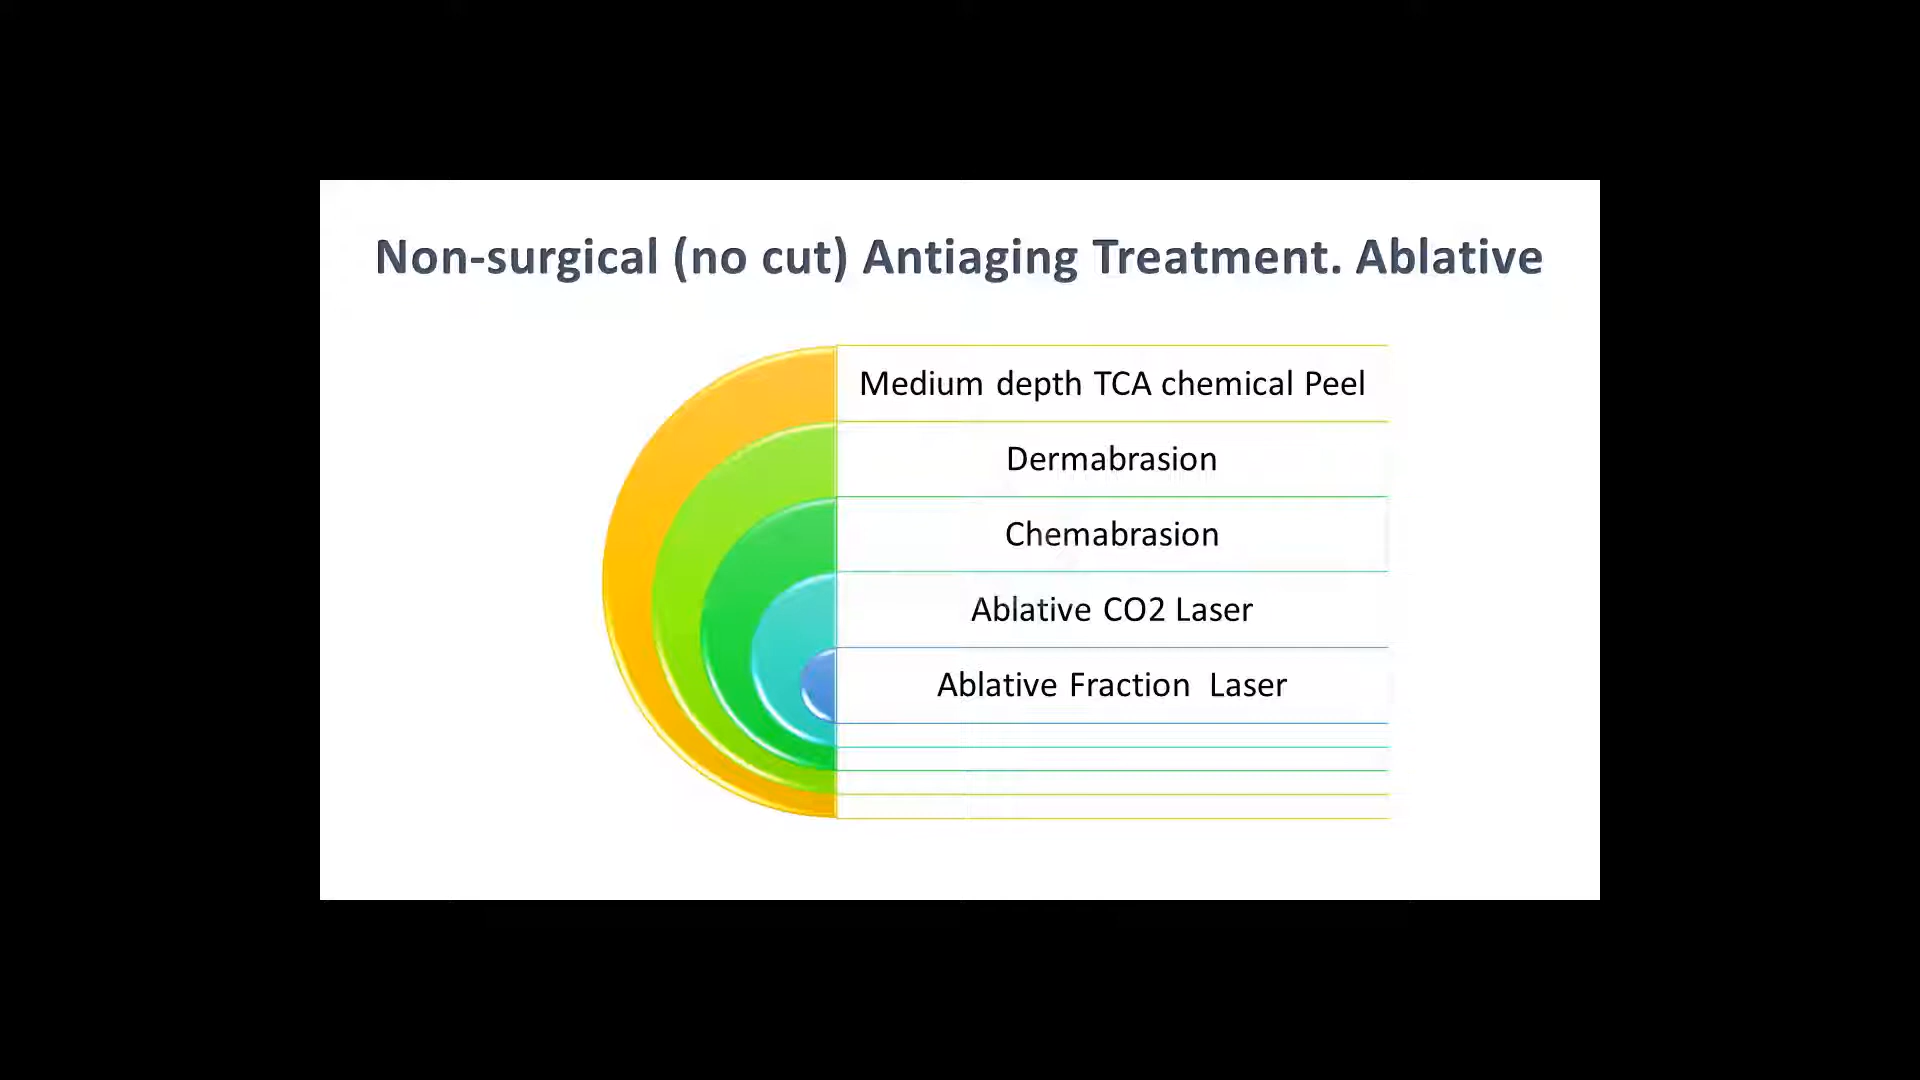 Non-surgical (no cut) Antiaging Treatment. Ablative
Medium depth TCA chemical Peel
Dermabrasion
Chemabrasion
Ablative CO2 Laser
Ablative Fraction  Laser